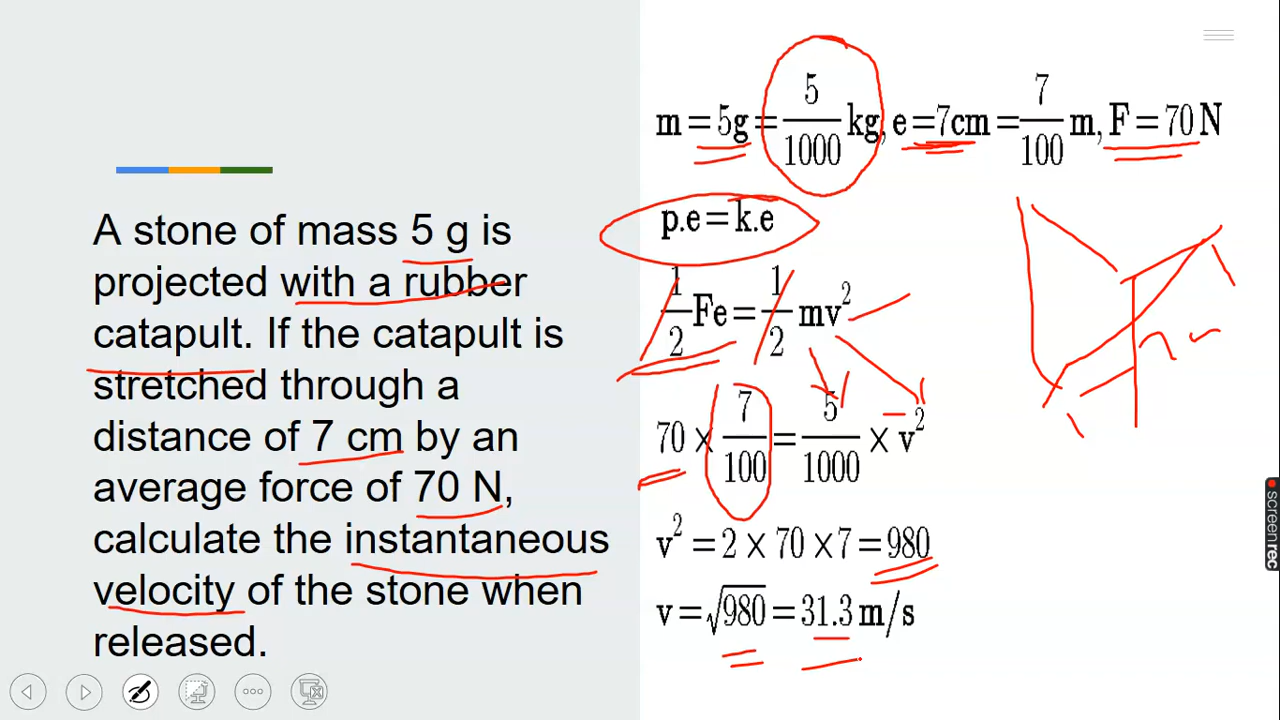 A stone of mass 5 g is
projected with a rubber
catapult. If the catapult is
stretched through a
distance of 7 cm by an
average force of 70 N,
calculate the instantaneous
velocity of the stone when
released.
m = 5g = 5/1000 kg, e = 7cm = 7/100 m, F = 70 N
p.e = k.e
1/2 Fe = 1/2 mv²
70 × 7/100 = 5/1000 × v²
v² = 2 × 70 × 7 = 980
v = √980 = 31.3 m/s
screenrec